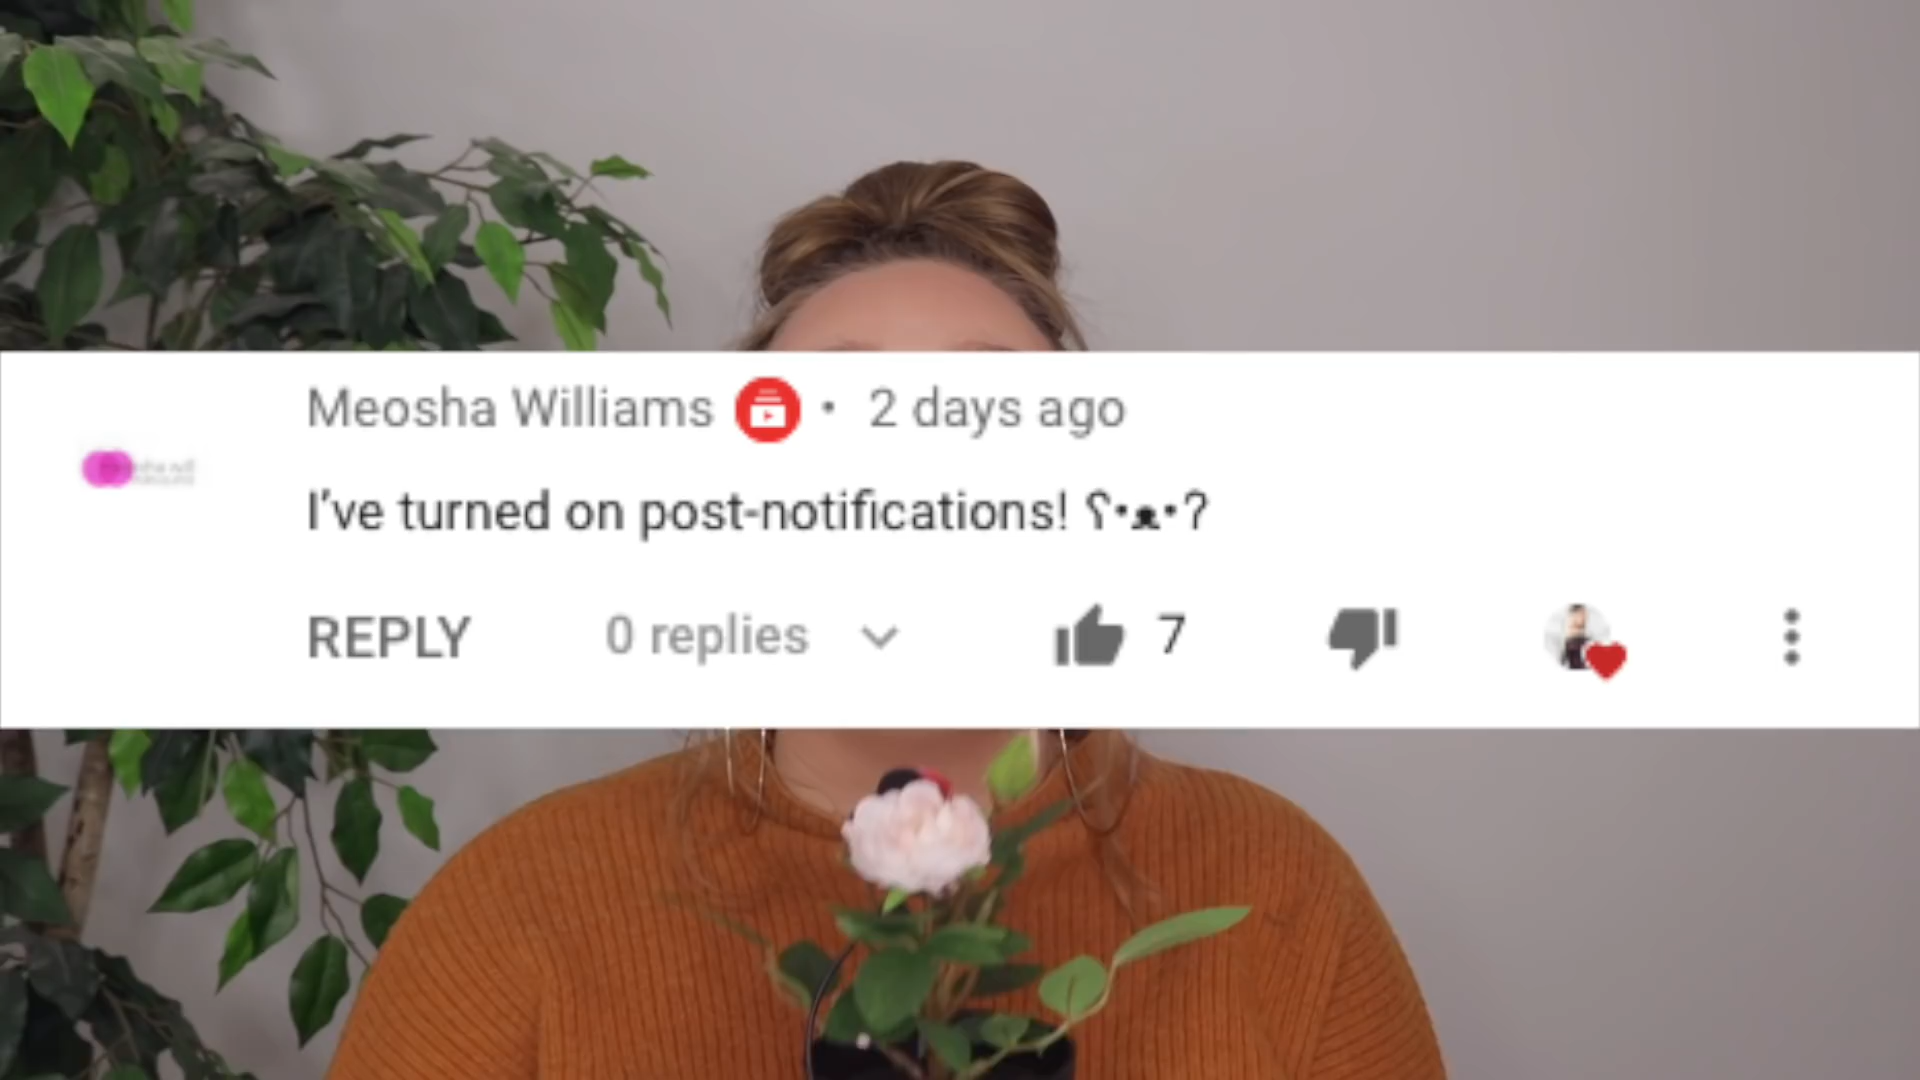 Meosha Williams • 2 days ago
I've turned on post-notifications! ʕ•ᴥ•?
REPLY 0 replies 7